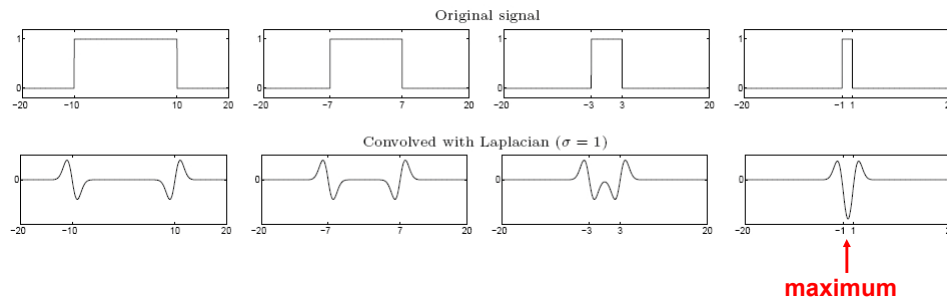 Original signal
1 1 1 1
0 0 0 0
−20 −10 10 20 −20 −7 7 20 −20 −3 3 20 −20 −1 1 2
Convolved with Laplacian (σ = 1)
0 0 0 0
−20 −10 10 20 −20 −7 7 20 −20 −3 3 20 −20 −1 1 2
maximum